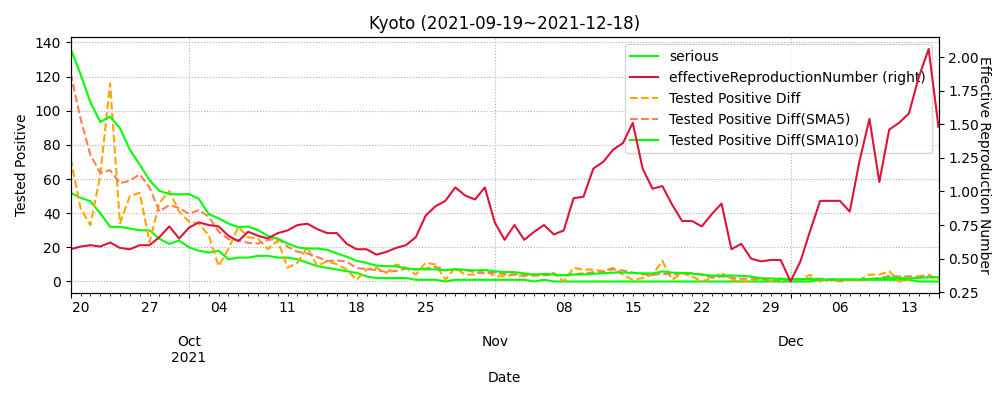 Kyoto (2021-09-19~2021-12-18)
140
120
100
80
60
40
20
0
Tested Positive
serious
effectiveReproductionNumber (right)
Tested Positive Diff
Tested Positive Diff(SMA5)
Tested Positive Diff(SMA10)
2.00
1.75
1.50
1.25
1.00
0.75
0.50
0.25
Effective Reproduction Number
20 27 04 11 18 25 08 15 22 29 06 13
Oct Nov Dec
2021
Date